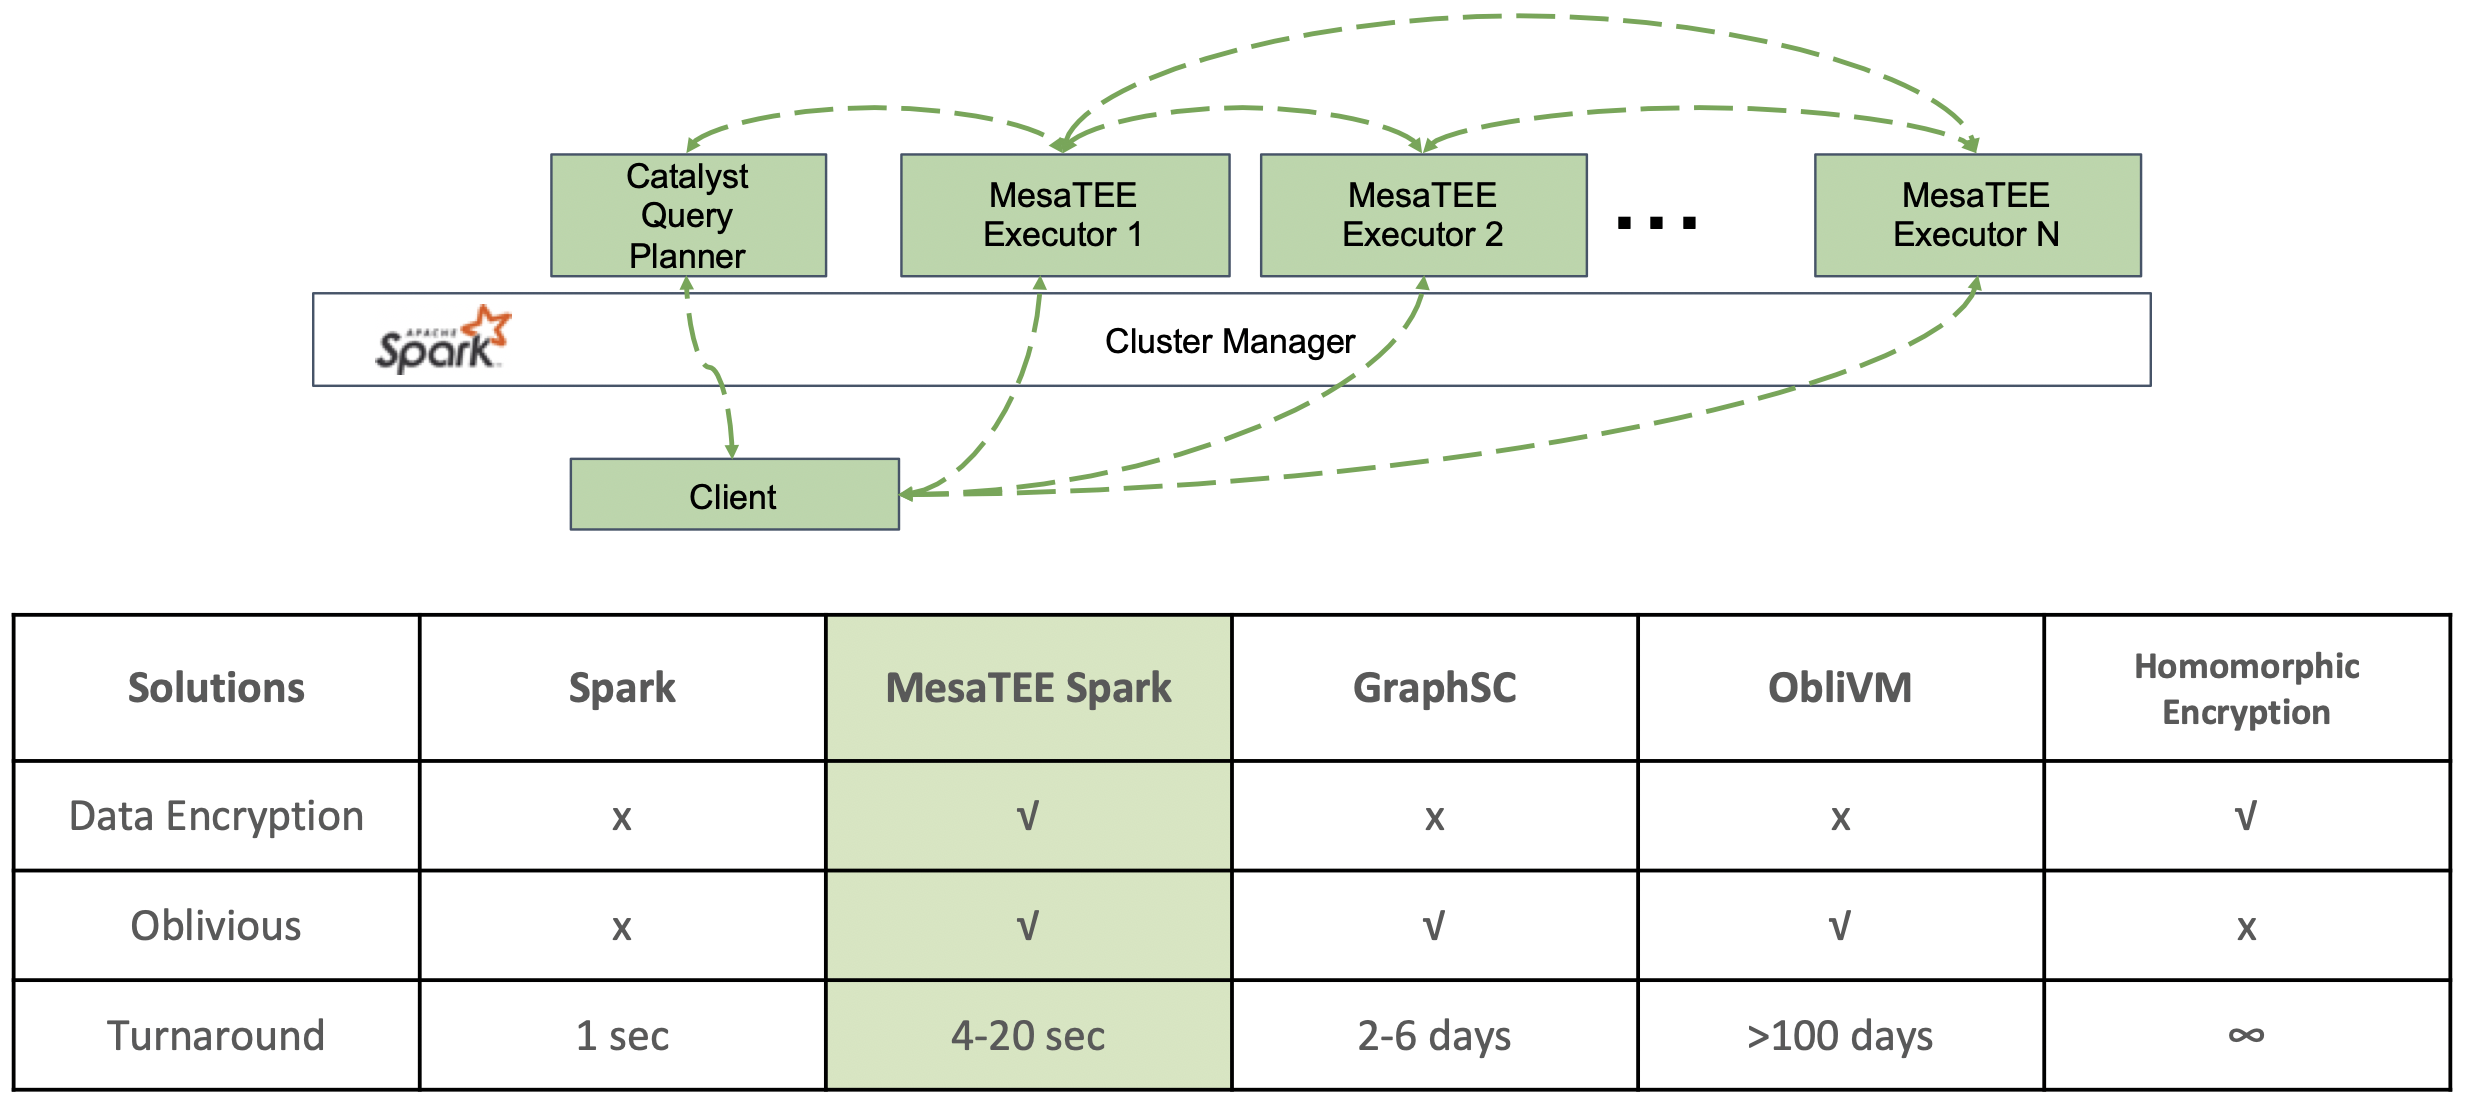 Catalyst
Query
Planner
MesaTEE
Executor 1
MesaTEE
Executor 2
...
MesaTEE
Executor N
APACHE
Spark
Cluster Manager
Client
Solutions
Spark
MesaTEE Spark
GraphSC
ObliVM
Homomorphic
Encryption
Data Encryption
x
√
x
x
√
Oblivious
x
√
√
√
x
Turnaround
1 sec
4-20 sec
2-6 days
>100 days
∞